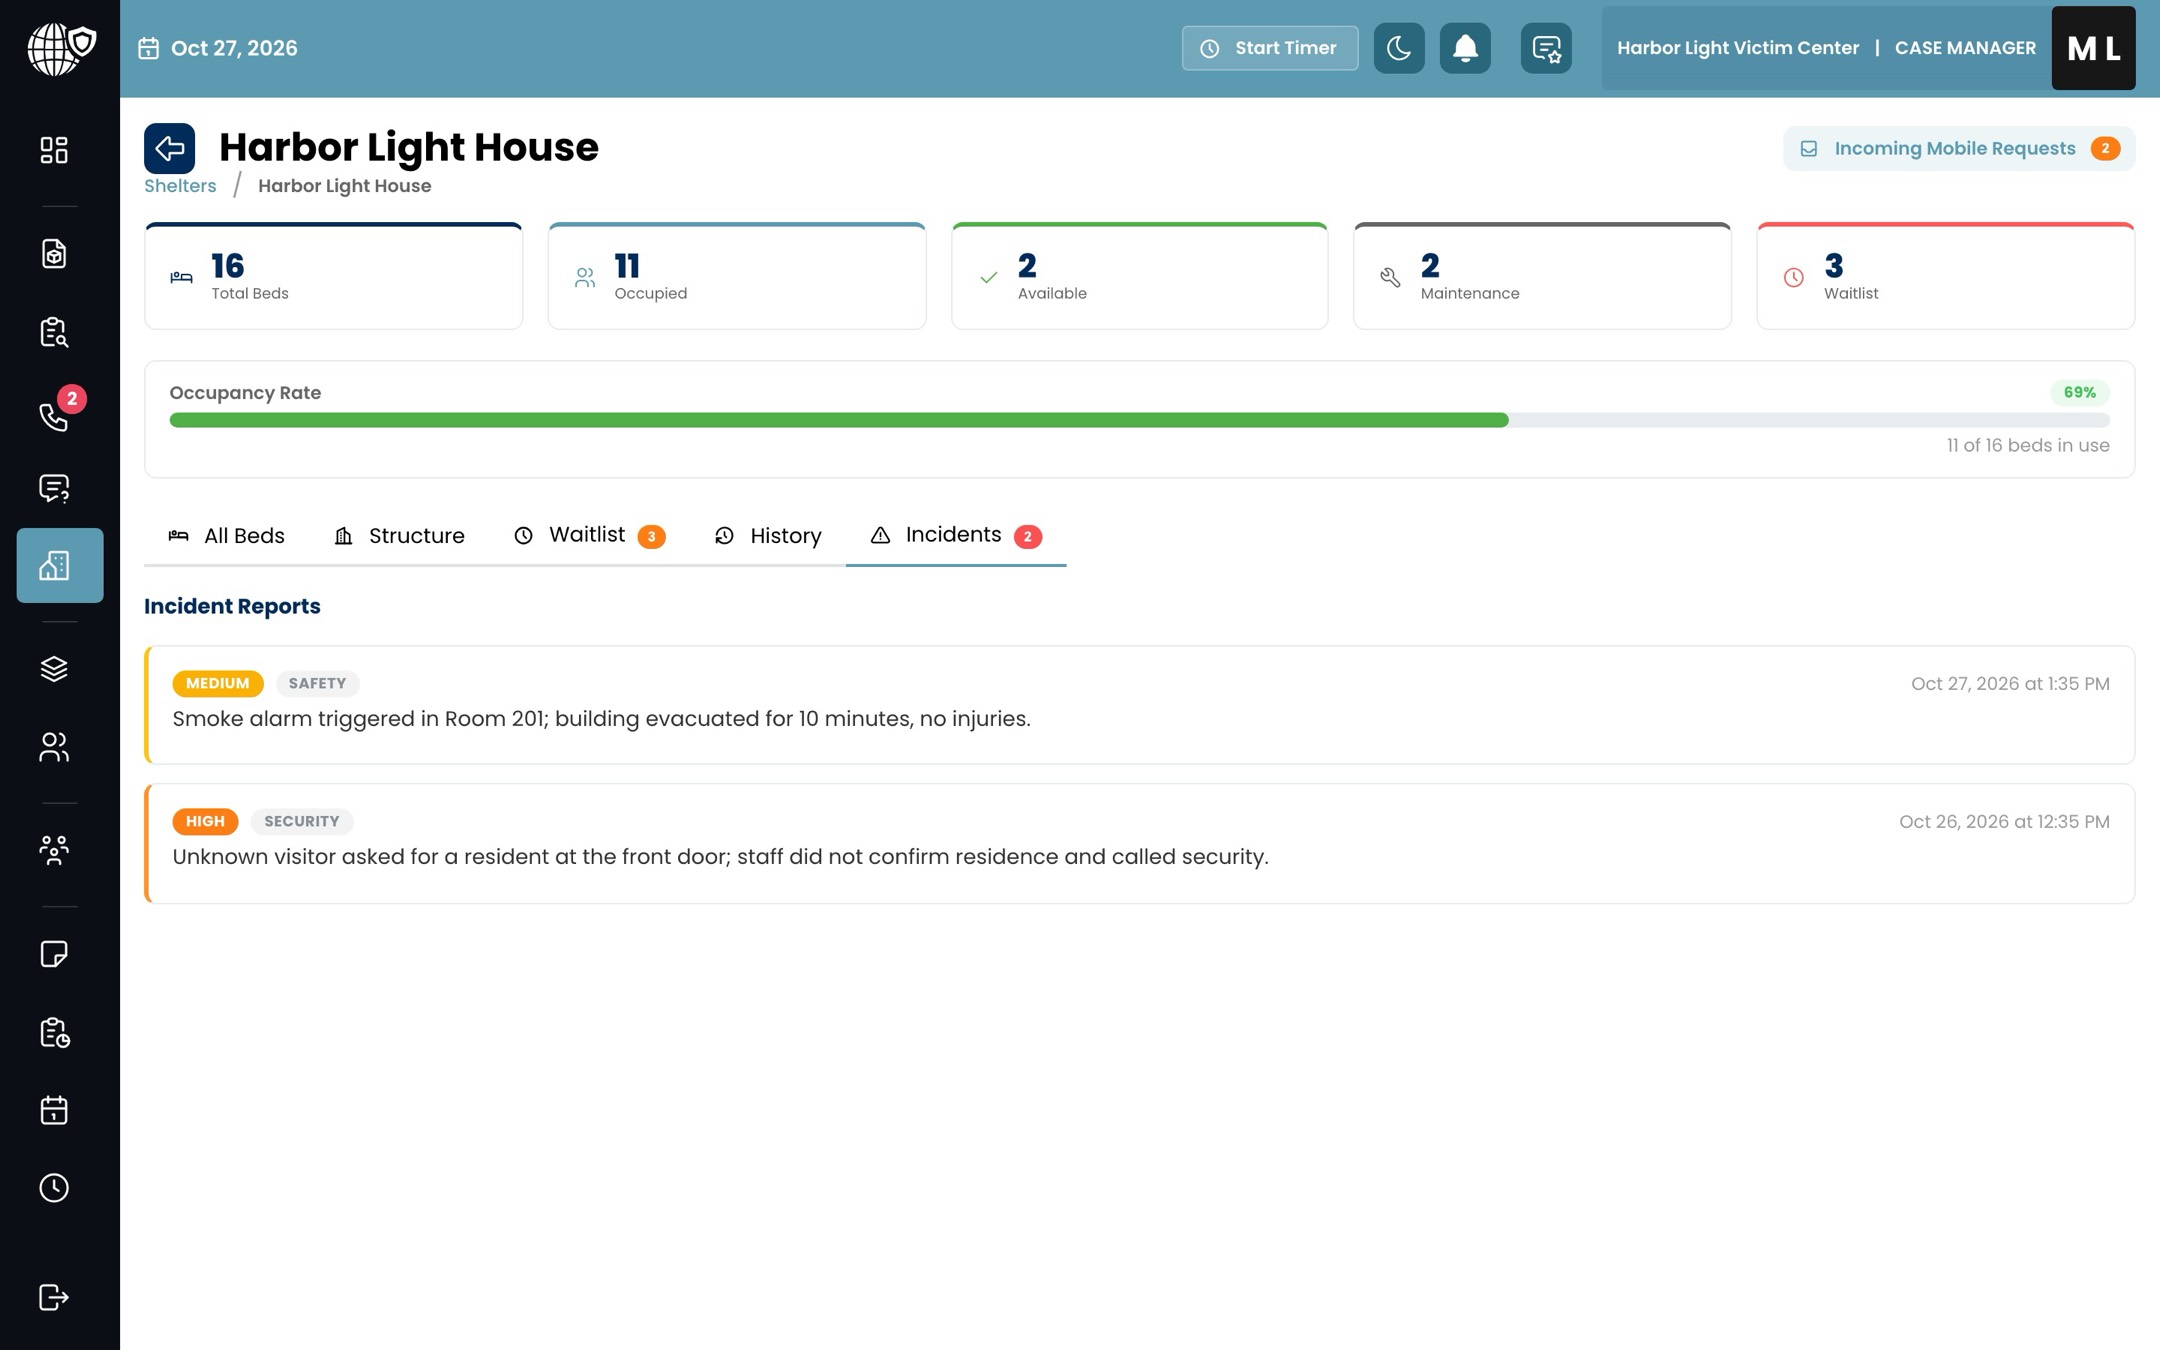 Oct 27, 2026
Start Timer
Harbor Light Victim Center | CASE MANAGER
M L
Harbor Light House
Shelters / Harbor Light House
Incoming Mobile Requests 2
16
Total Beds
11
Occupied
2
Available
2
Maintenance
3
Waitlist
Occupancy Rate
69%
11 of 16 beds in use
2
All Beds
Structure
Waitlist 3
History
Incidents 2
Incident Reports
MEDIUM SAFETY
Oct 27, 2026 at 1:35 PM
Smoke alarm triggered in Room 201; building evacuated for 10 minutes, no injuries.
HIGH SECURITY
Oct 26, 2026 at 12:35 PM
Unknown visitor asked for a resident at the front door; staff did not confirm residence and called security.